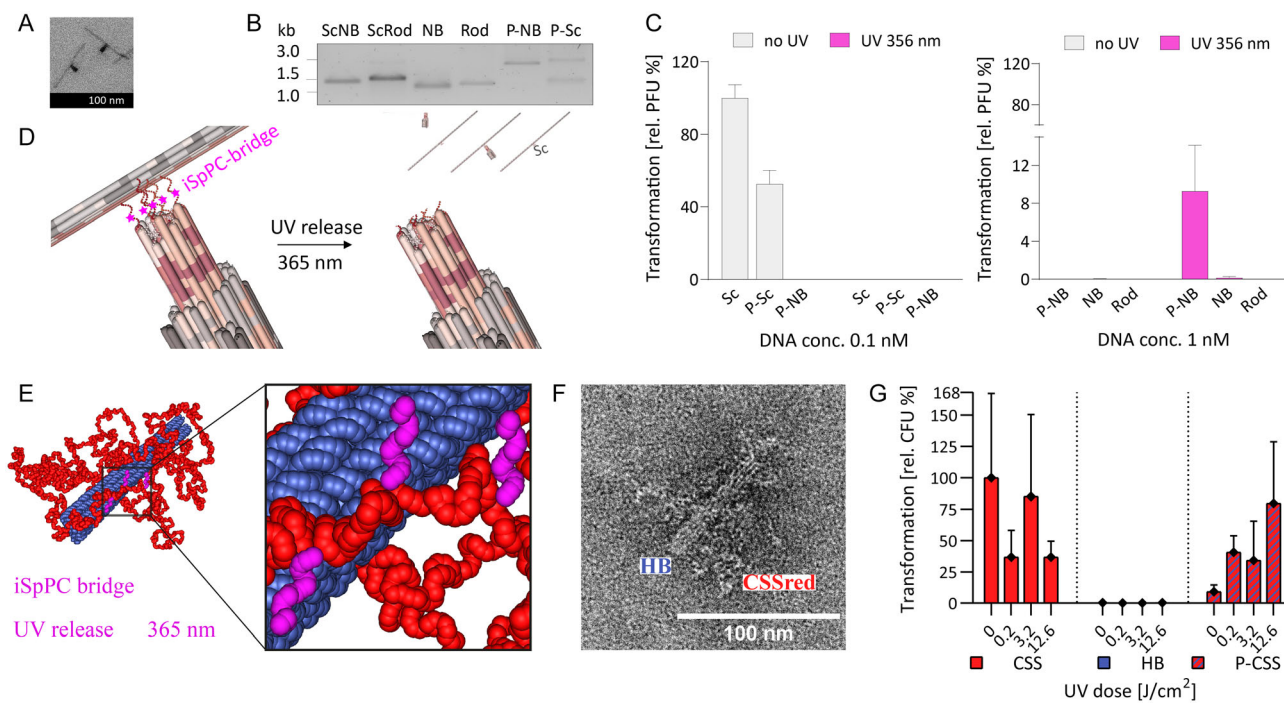 A
100 nm
B
kb ScNB ScRod NB Rod P-NB P-Sc
3.0
1.5
1.0
Sc
C
no UV UV 356 nm
Transformation [rel. PFU %]
120
80
40
0
Sc P-Sc P-NB Sc P-Sc P-NB
DNA conc. 0.1 nM
no UV UV 356 nm
Transformation [rel. PFU %]
120
80
12
8
4
0
P-NB NB Rod P-NB NB Rod
DNA conc. 1 nM
D
iSpPC-bridge
UV release
365 nm
E
iSpPC bridge
UV release 365 nm
F
HB
CSSred
100 nm
G
Transformation [rel. CFU %]
168
150
125
100
75
50
25
0
0 0.2 3.2 12.6 0 0.2 3.2 12.6 0 0.2 3.2 12.6
CSS HB P-CSS
UV dose [J/cm²]